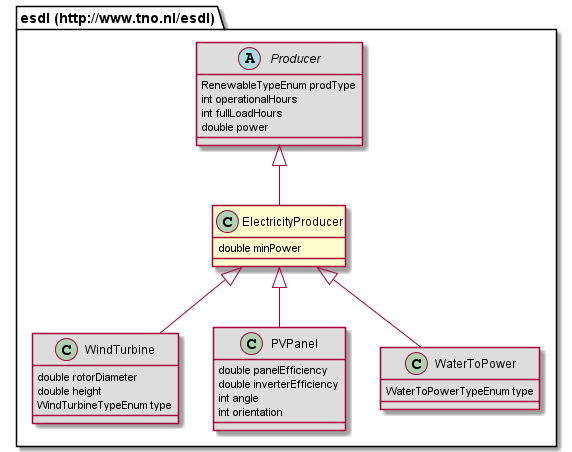 esdl (http://www.tno.nl/esdl)
A Producer
RenewableTypeEnum prodType
int operationalHours
int fullLoadHours
double power
C ElectricityProducer
double minPower
C WindTurbine
double rotorDiameter
double height
WindTurbineTypeEnum type
C PVPanel
double panelEfficiency
double inverterEfficiency
int angle
int orientation
C WaterToPower
WaterToPowerTypeEnum type